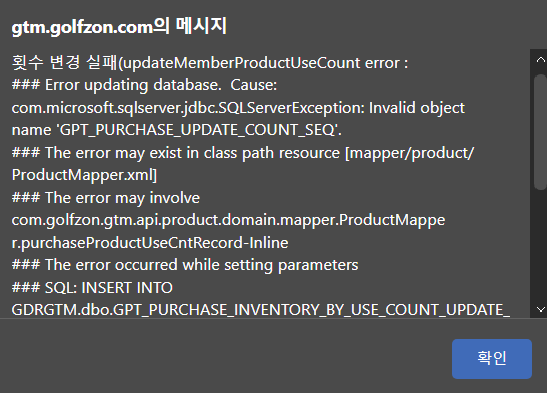 gtm.golfzon.com의 메시지
횟수 변경 실패(updateMemberProductUseCount error :
### Error updating database.  Cause:
com.microsoft.sqlserver.jdbc.SQLServerException: Invalid object
name 'GPT_PURCHASE_UPDATE_COUNT_SEQ'.
### The error may exist in class path resource [mapper/product/
ProductMapper.xml]
### The error may involve
com.golfzon.gtm.api.product.domain.mapper.ProductMappe
r.purchaseProductUseCntRecord-Inline
### The error occurred while setting parameters
### SQL: INSERT INTO
GDRGTM.dbo.GPT_PURCHASE_INVENTORY_BY_USE_COUNT_UPDATE_
확인